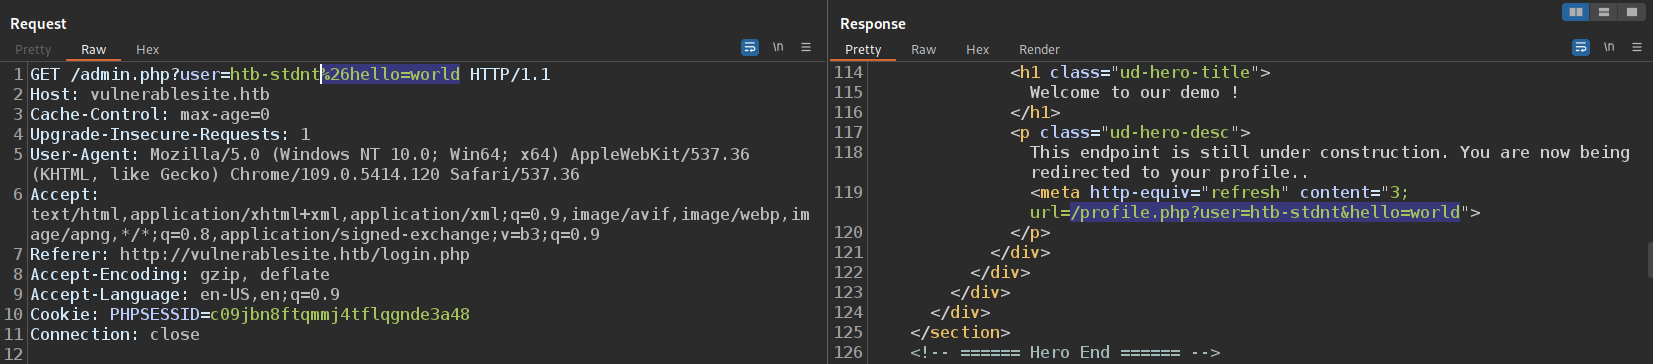 Request
Pretty Raw Hex \n
1 GET /admin.php?user=htb-stdnt%26hello=world HTTP/1.1
2 Host: vulnerablesite.htb
3 Cache-Control: max-age=0
4 Upgrade-Insecure-Requests: 1
5 User-Agent: Mozilla/5.0 (Windows NT 10.0; Win64; x64) AppleWebKit/537.36
(KHTML, like Gecko) Chrome/109.0.5414.120 Safari/537.36
6 Accept:
text/html,application/xhtml+xml,application/xml;q=0.9,image/avif,image/webp,im
age/apng,*/*;q=0.8,application/signed-exchange;v=b3;q=0.9
7 Referer: http://vulnerablesite.htb/login.php
8 Accept-Encoding: gzip, deflate
9 Accept-Language: en-US,en;q=0.9
10 Cookie: PHPSESSID=c09jbn8ftqmmj4tflqgnde3a48
11 Connection: close
12
Response
Pretty Raw Hex Render \n
114 <h1 class="ud-hero-title">
115 Welcome to our demo !
116 </h1>
117 <p class="ud-hero-desc">
118 This endpoint is still under construction. You are now being
redirected to your profile..
119 <meta http-equiv="refresh" content="3;
url=/profile.php?user=htb-stdnt&hello=world">
120 </p>
121 </div>
122 </div>
123 </div>
124 </div>
125 </section>
126 <!-- ====== Hero End ====== -->